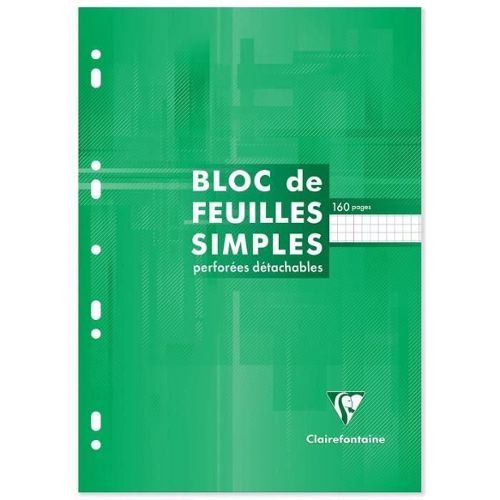 BLOC de
FEUILLES
SIMPLES
perforées détachables
160 pages
Clairefontaine